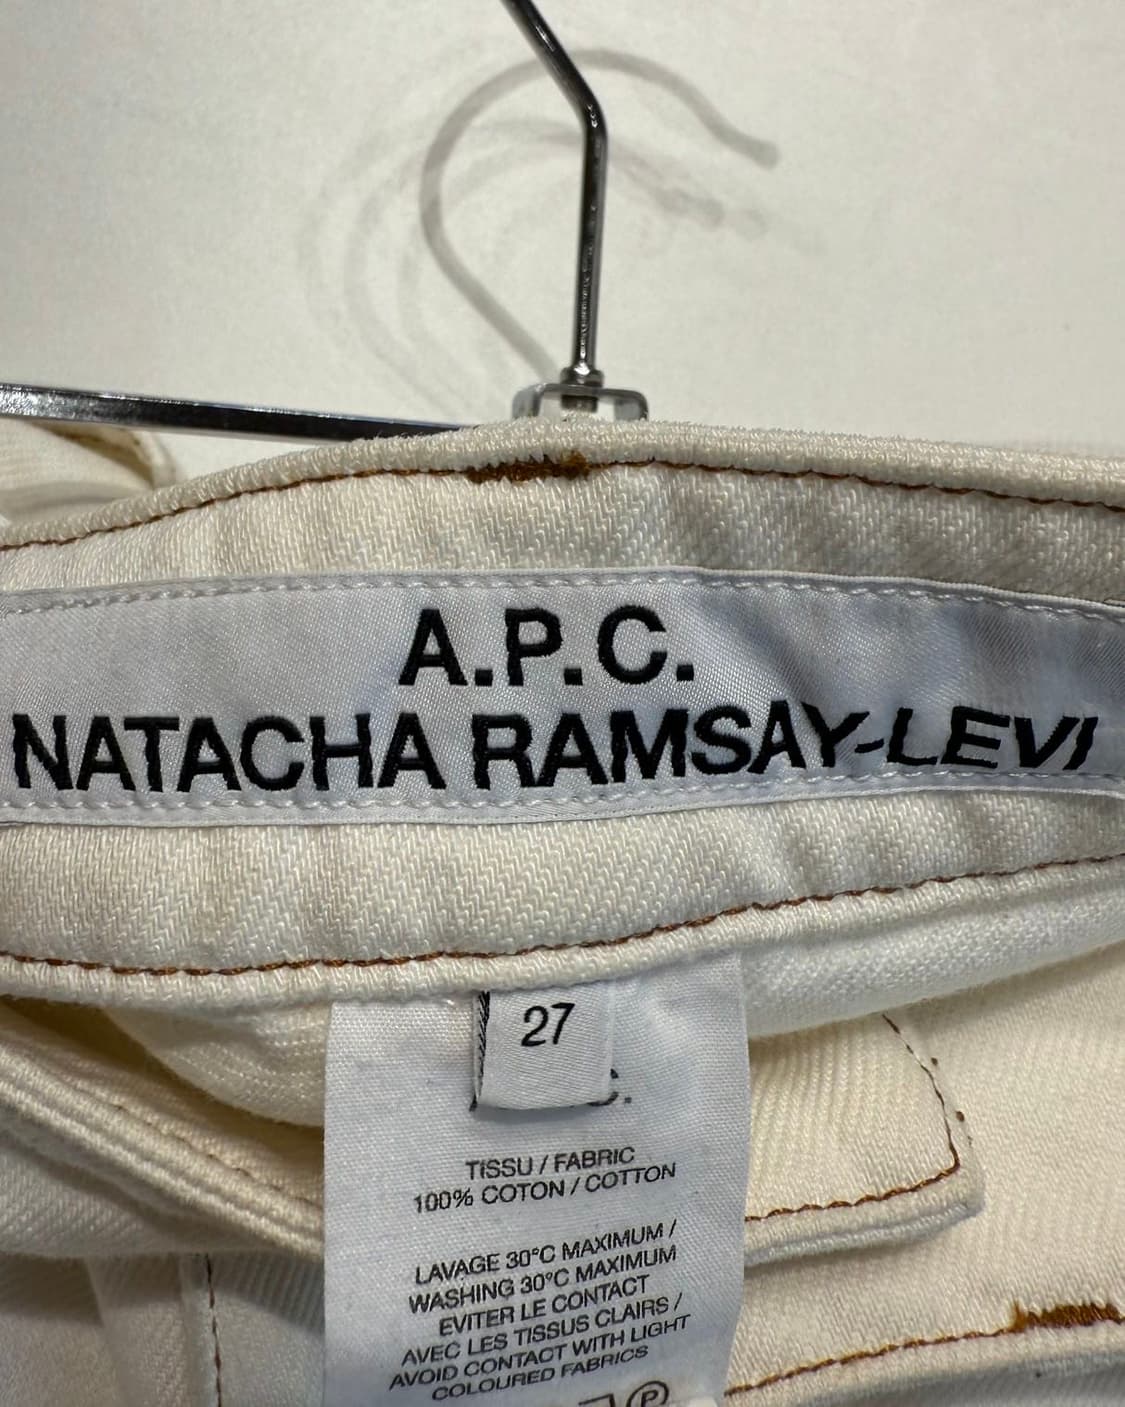 A.P.C.
NATACHA RAMSAY-LEVI
27
C.
TISSU / FABRIC
100% COTON / COTTON
LAVAGE 30°C MAXIMUM /
WASHING 30°C MAXIMUM
EVITER LE CONTACT
AVEC LES TISSUS CLAIRS /
AVOID CONTACT WITH LIGHT
COLOURED FABRICS
P